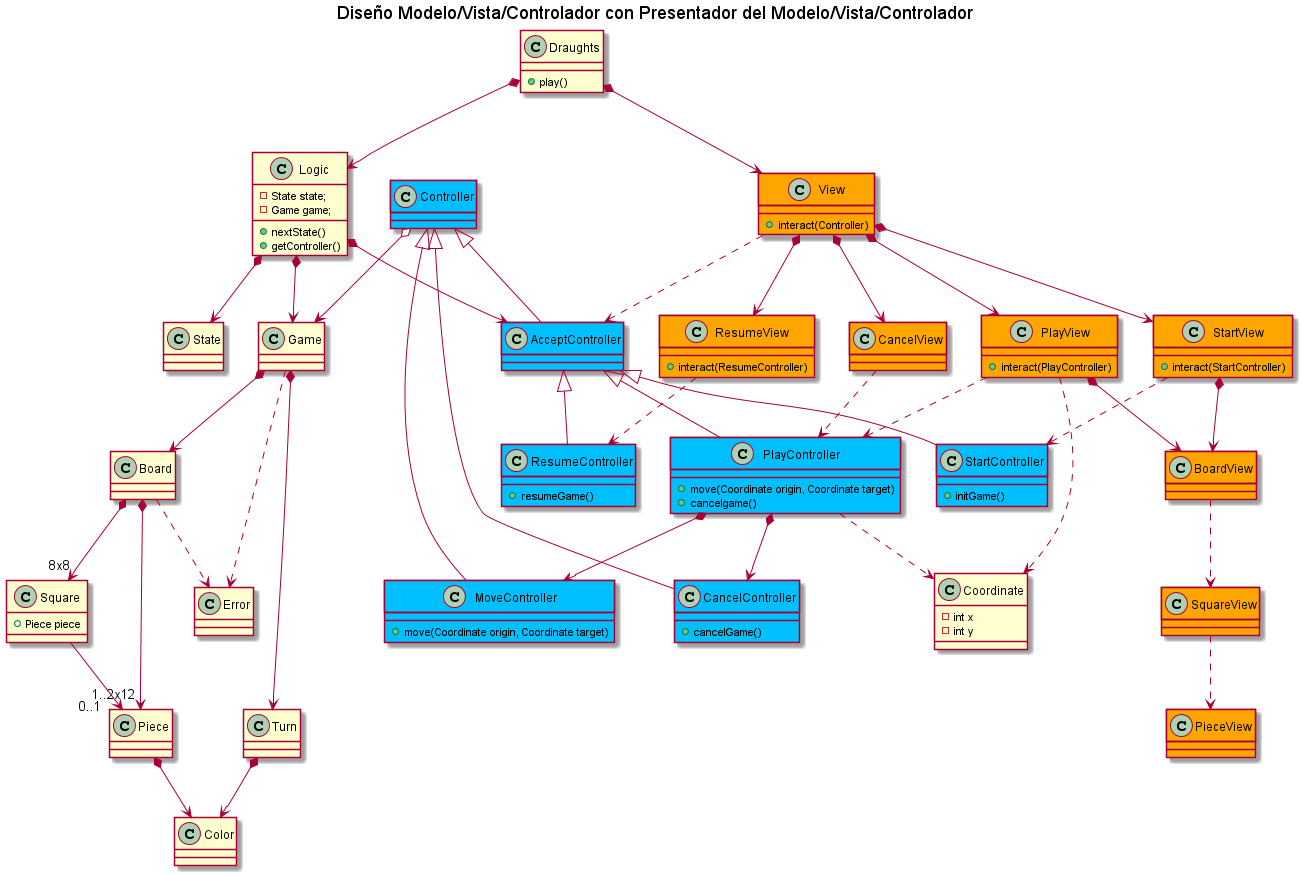 Diseño Modelo/Vista/Controlador con Presentador del Modelo/Vista/Controlador
C Draughts
play()
C Logic
State state;
Game game;
nextState()
getController()
C Controller
C View
interact(Controller)
C State
C Game
C AcceptController
C ResumeView
interact(ResumeController)
C CancelView
C PlayView
interact(PlayController)
C StartView
interact(StartController)
C Board
C ResumeController
resumeGame()
C PlayController
move(Coordinate origin, Coordinate target)
cancelgame()
C StartController
initGame()
C BoardView
8x8
C Square
Piece piece
C Error
C MoveController
move(Coordinate origin, Coordinate target)
C CancelController
cancelGame()
C Coordinate
int x
int y
C SquareView
1..2x12
0..1
C Piece
C Turn
C PieceView
C Color